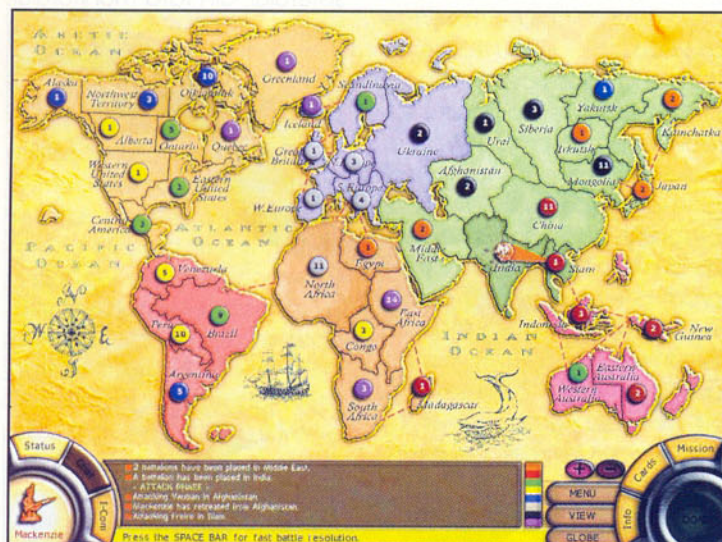 ARCTIC
OCEAN
Alaska
Northwest
Territory
Greenland
Alberta
Ontario
Quebec
Iceland
Scandinavia
Great
Britain
Ukraine
Ural
Siberia
Yakutsk
Kamchatka
Irkutsk
Mongolia
Japan
Afghanistan
China
Western
United
States
Eastern
United
States
Central
America
W.Europe
S.Europe
Middle
East
India
Siam
ATLANTIC
OCEAN
PACIFIC
OCEAN
Venezuela
Peru
Brazil
Argentina
North
Africa
Egypt
East
Africa
Congo
South
Africa
Madagascar
INDIAN
OCEAN
Indonesia
New
Guinea
Western
Australia
Eastern
Australia
W
E
Status
I-Com
Mackenzie
2 battalions have been placed in Middle East.
A battalion has been placed in India.
- ATTACK PHASE -
Attacking in Afghanistan.
Mackenzie has retreated from Afghanistan.
Attacking in Siam.
Press the SPACE BAR for fast battle resolution.
MENU
VIEW
GLOBE
Info
Cards
Mission